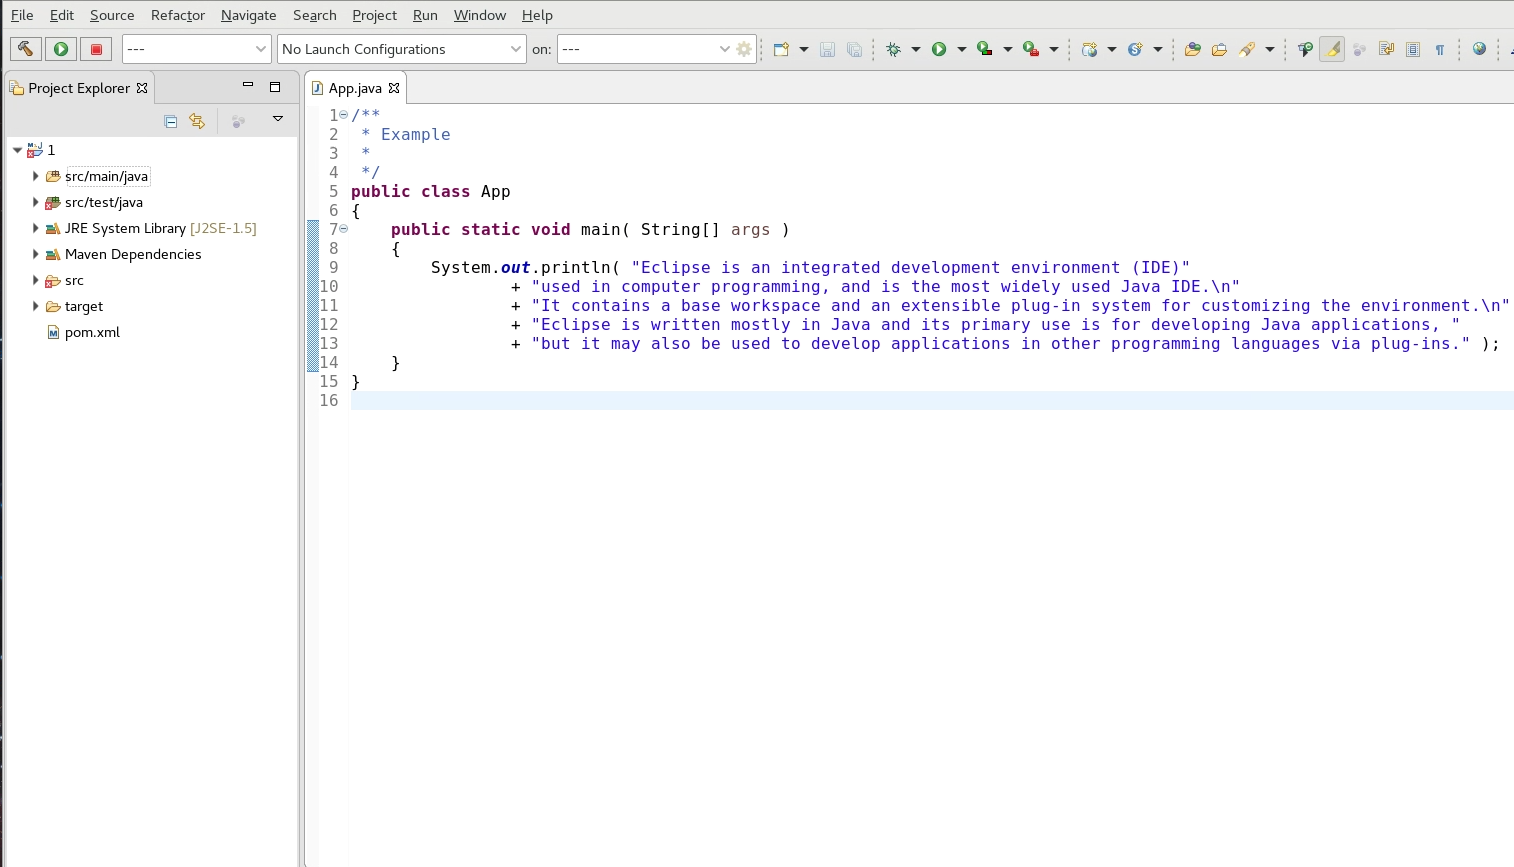 File Edit Source Refactor Navigate Search Project Run Window Help
--- No Launch Configurations on: ---
Project Explorer
1
src/main/java
src/test/java
JRE System Library [J2SE-1.5]
Maven Dependencies
src
target
pom.xml
App.java
1 /**
2  * Example
3  *
4  */
5 public class App
6 {
7     public static void main( String[] args )
8     {
9         System.out.println( "Eclipse is an integrated development environment (IDE)"
10                 + "used in computer programming, and is the most widely used Java IDE.\n"
11                 + "It contains a base workspace and an extensible plug-in system for customizing the environment.\n"
12                 + "Eclipse is written mostly in Java and its primary use is for developing Java applications, "
13                 + "but it may also be used to develop applications in other programming languages via plug-ins." );
14     }
15 }
16